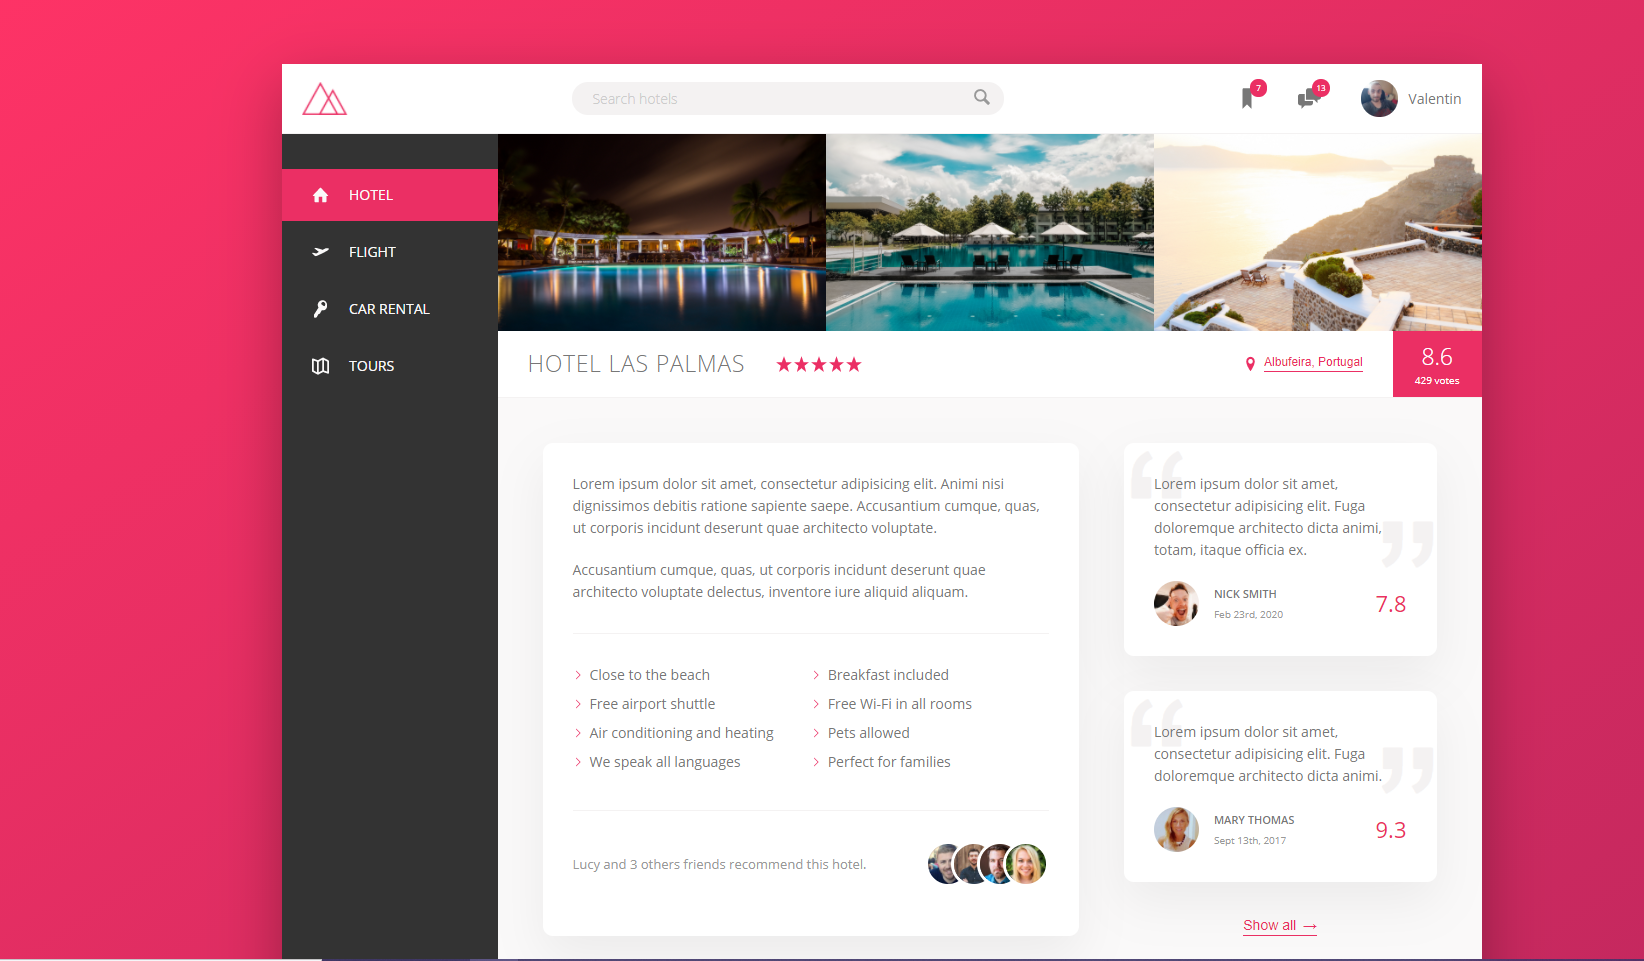 Search hotels
7
13
Valentin
HOTEL
FLIGHT
CAR RENTAL
TOURS
HOTEL LAS PALMAS
Albufeira, Portugal
8.6
429 votes
Lorem ipsum dolor sit amet, consectetur adipisicing elit. Animi nisi
dignissimos debitis ratione sapiente saepe. Accusantium cumque, quas,
ut corporis incidunt deserunt quae architecto voluptate.
Accusantium cumque, quas, ut corporis incidunt deserunt quae
architecto voluptate delectus, inventore iure aliquid aliquam.
Close to the beach
Breakfast included
Free airport shuttle
Free Wi-Fi in all rooms
Air conditioning and heating
Pets allowed
We speak all languages
Perfect for families
Lucy and 3 others friends recommend this hotel.
Lorem ipsum dolor sit amet,
consectetur adipisicing elit. Fuga
doloremque architecto dicta animi,
totam, itaque officia ex.
NICK SMITH
Feb 23rd, 2020
7.8
Lorem ipsum dolor sit amet,
consectetur adipisicing elit. Fuga
doloremque architecto dicta animi.
MARY THOMAS
Sept 13th, 2017
9.3
Show all →